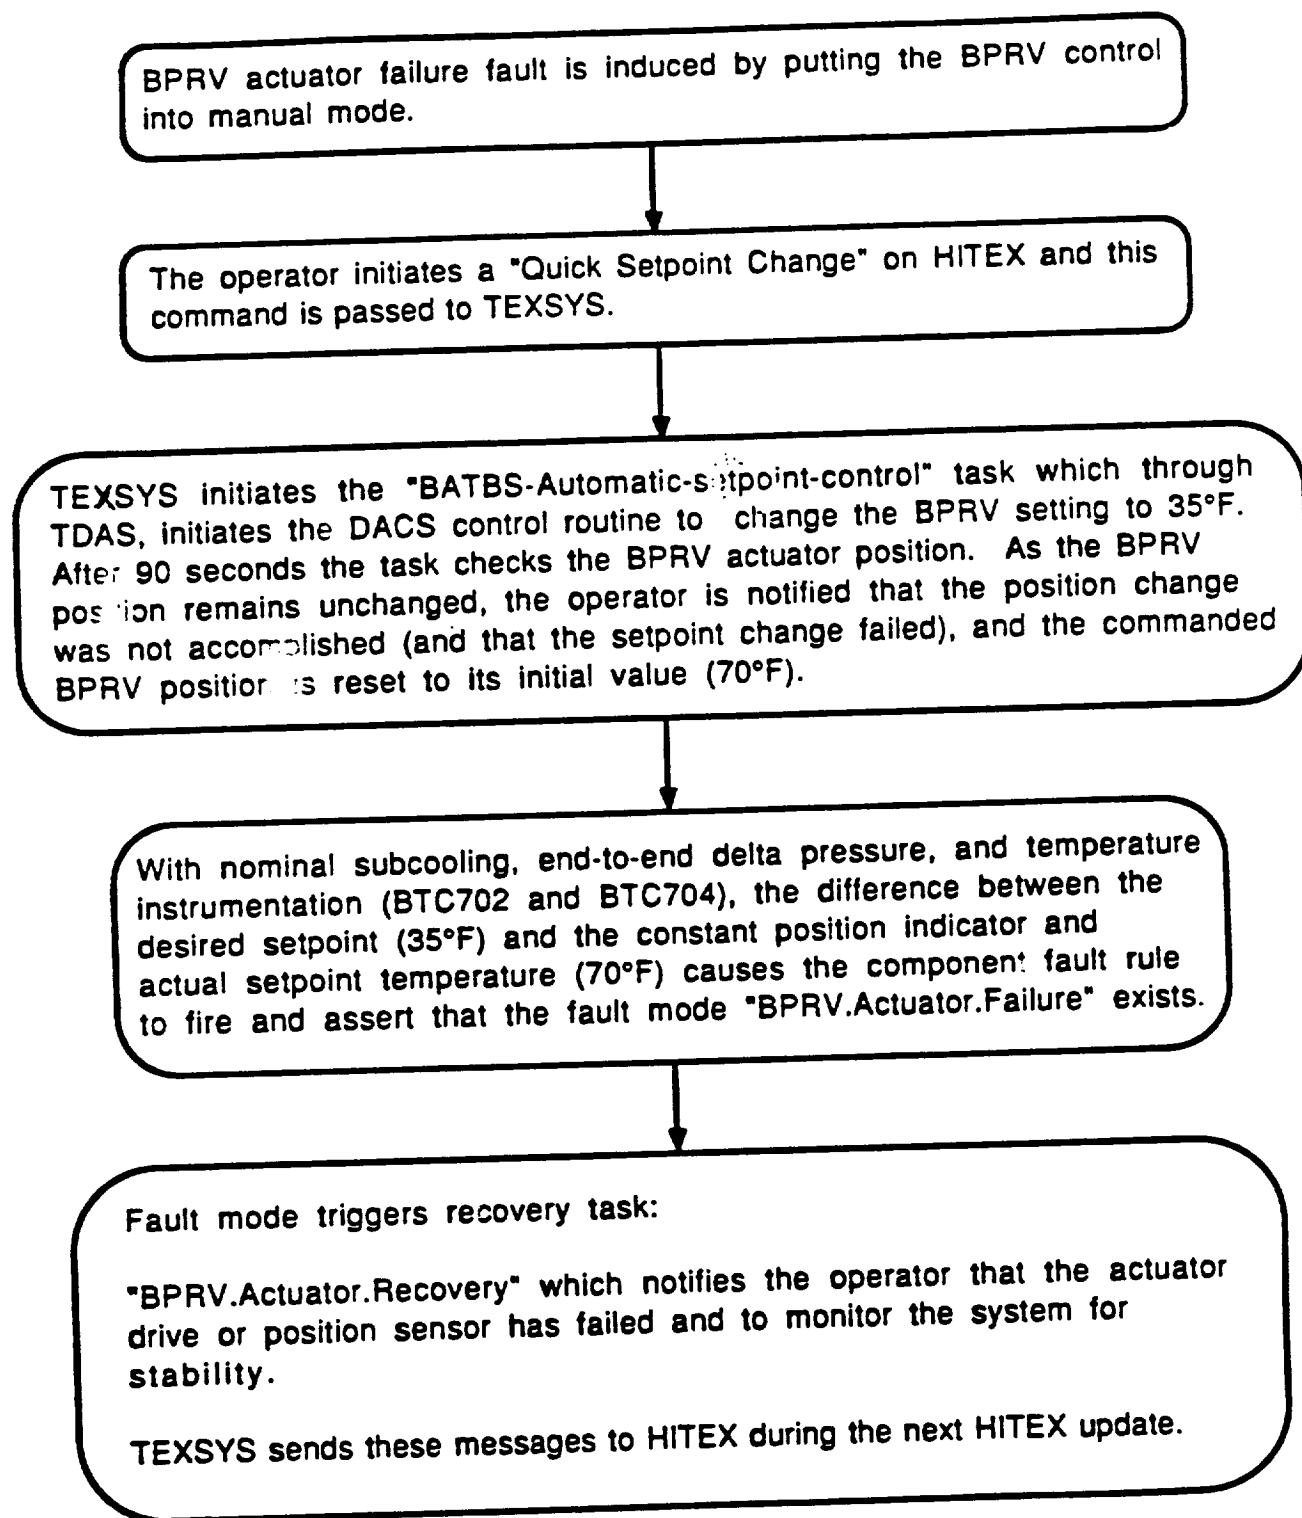 BPRV actuator failure fault is induced by putting the BPRV control
into manual mode.
The operator initiates a "Quick Setpoint Change" on HITEX and this
command is passed to TEXSYS.
TEXSYS initiates the "BATBS-Automatic-setpoint-control" task which through
TDAS, initiates the DACS control routine to change the BPRV setting to 35°F.
After 90 seconds the task checks the BPRV actuator position. As the BPRV
position remains unchanged, the operator is notified that the position change
was not accomplished (and that the setpoint change failed), and the commanded
BPRV position is reset to its initial value (70°F).
With nominal subcooling, end-to-end delta pressure, and temperature
instrumentation (BTC702 and BTC704), the difference between the
desired setpoint (35°F) and the constant position indicator and
actual setpoint temperature (70°F) causes the component fault rule
to fire and assert that the fault mode "BPRV.Actuator.Failure" exists.
Fault mode triggers recovery task:
"BPRV.Actuator.Recovery" which notifies the operator that the actuator
drive or position sensor has failed and to monitor the system for
stability.
TEXSYS sends these messages to HITEX during the next HITEX update.